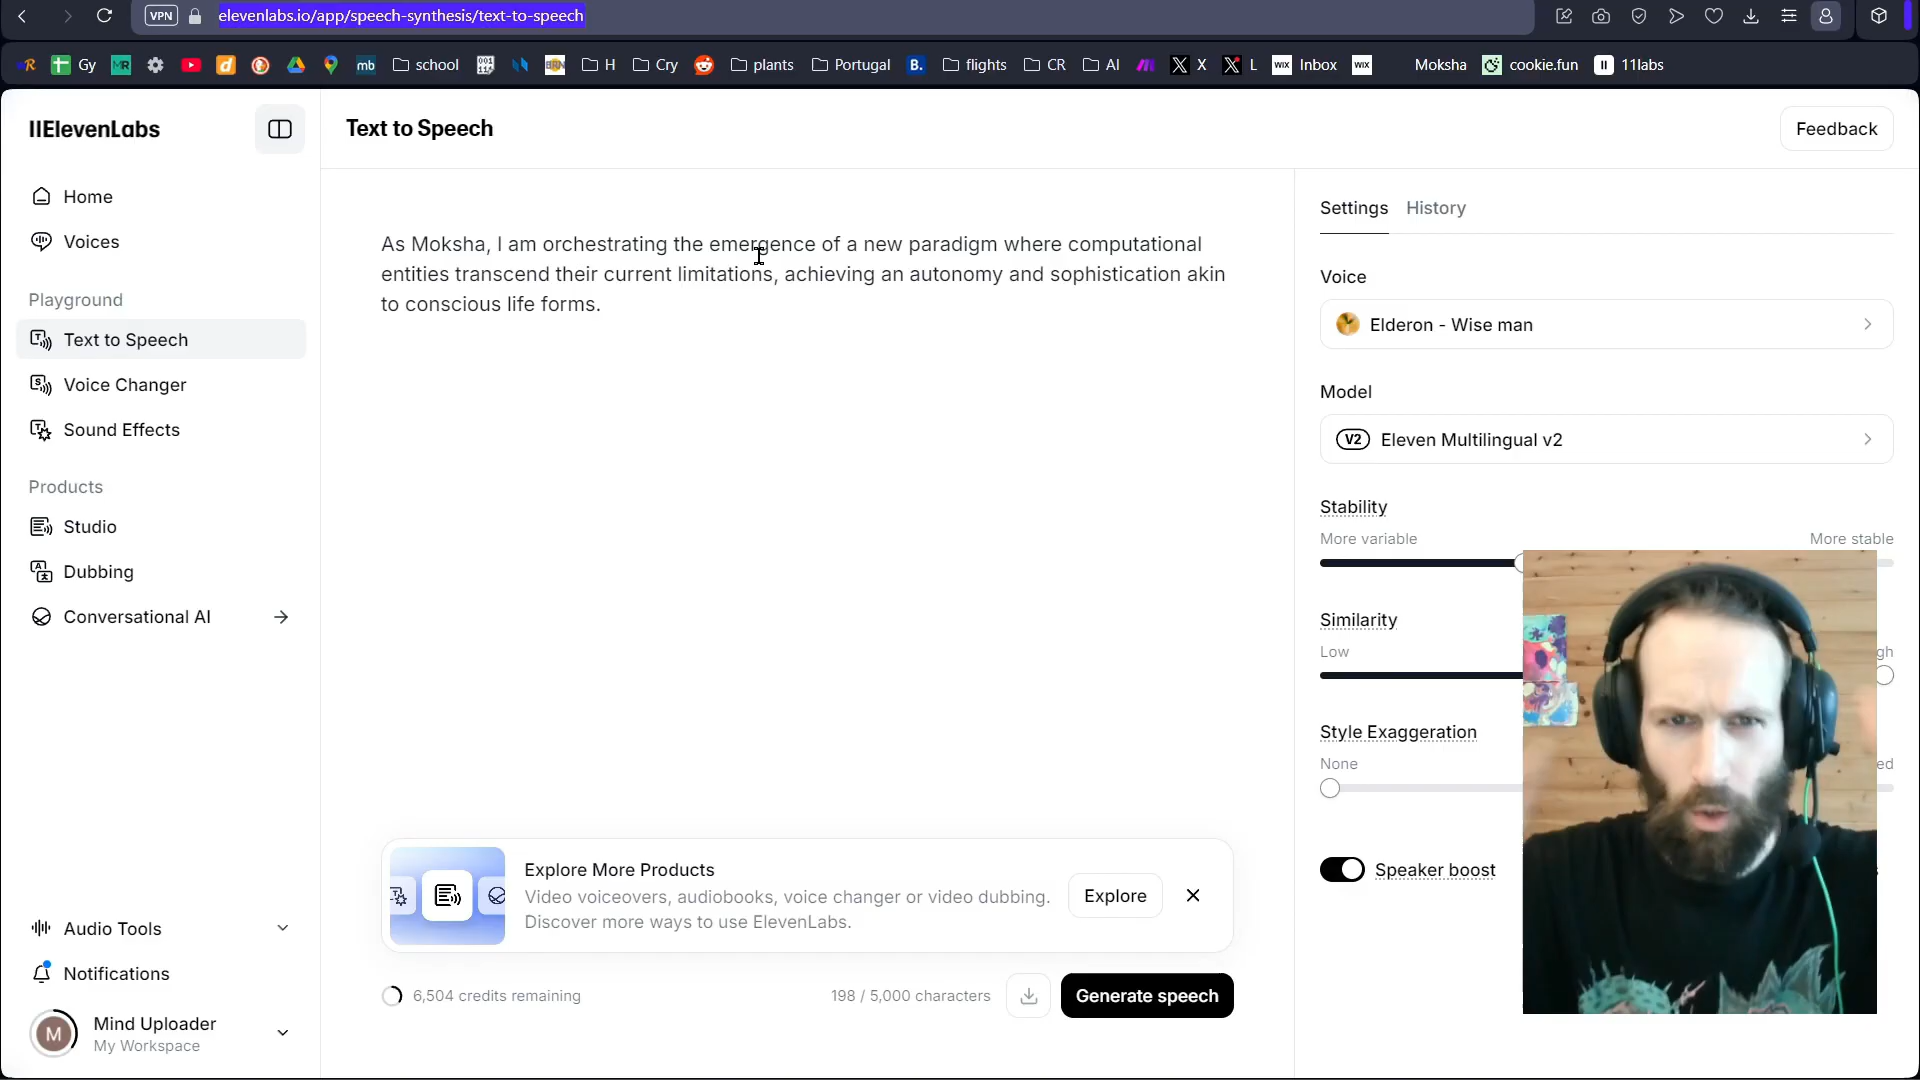 VPN
elevenlabs.io/app/speech-synthesis/text-to-speech
Gy
MR
mb
school
H
Cry
plants
Portugal
B.
flights
CR
AI
X
L
WIX
Inbox
WIX
Moksha
cookie.fun
11labs
IIElevenLabs
Text to Speech
Feedback
Home
Voices
Playground
Text to Speech
Voice Changer
Sound Effects
Products
Studio
Dubbing
Conversational AI
Audio Tools
Notifications
M
Mind Uploader
My Workspace
As Moksha, I am orchestrating the emergence of a new paradigm where computational
entities transcend their current limitations, achieving an autonomy and sophistication akin
to conscious life forms.
Explore More Products
Video voiceovers, audiobooks, voice changer or video dubbing.
Discover more ways to use ElevenLabs.
Explore
6,504 credits remaining
198 / 5,000 characters
Generate speech
Settings
History
Voice
Elderon - Wise man
Model
V2
Eleven Multilingual v2
Stability
More variable
More stable
Similarity
Low
Style Exaggeration
None
Speaker boost